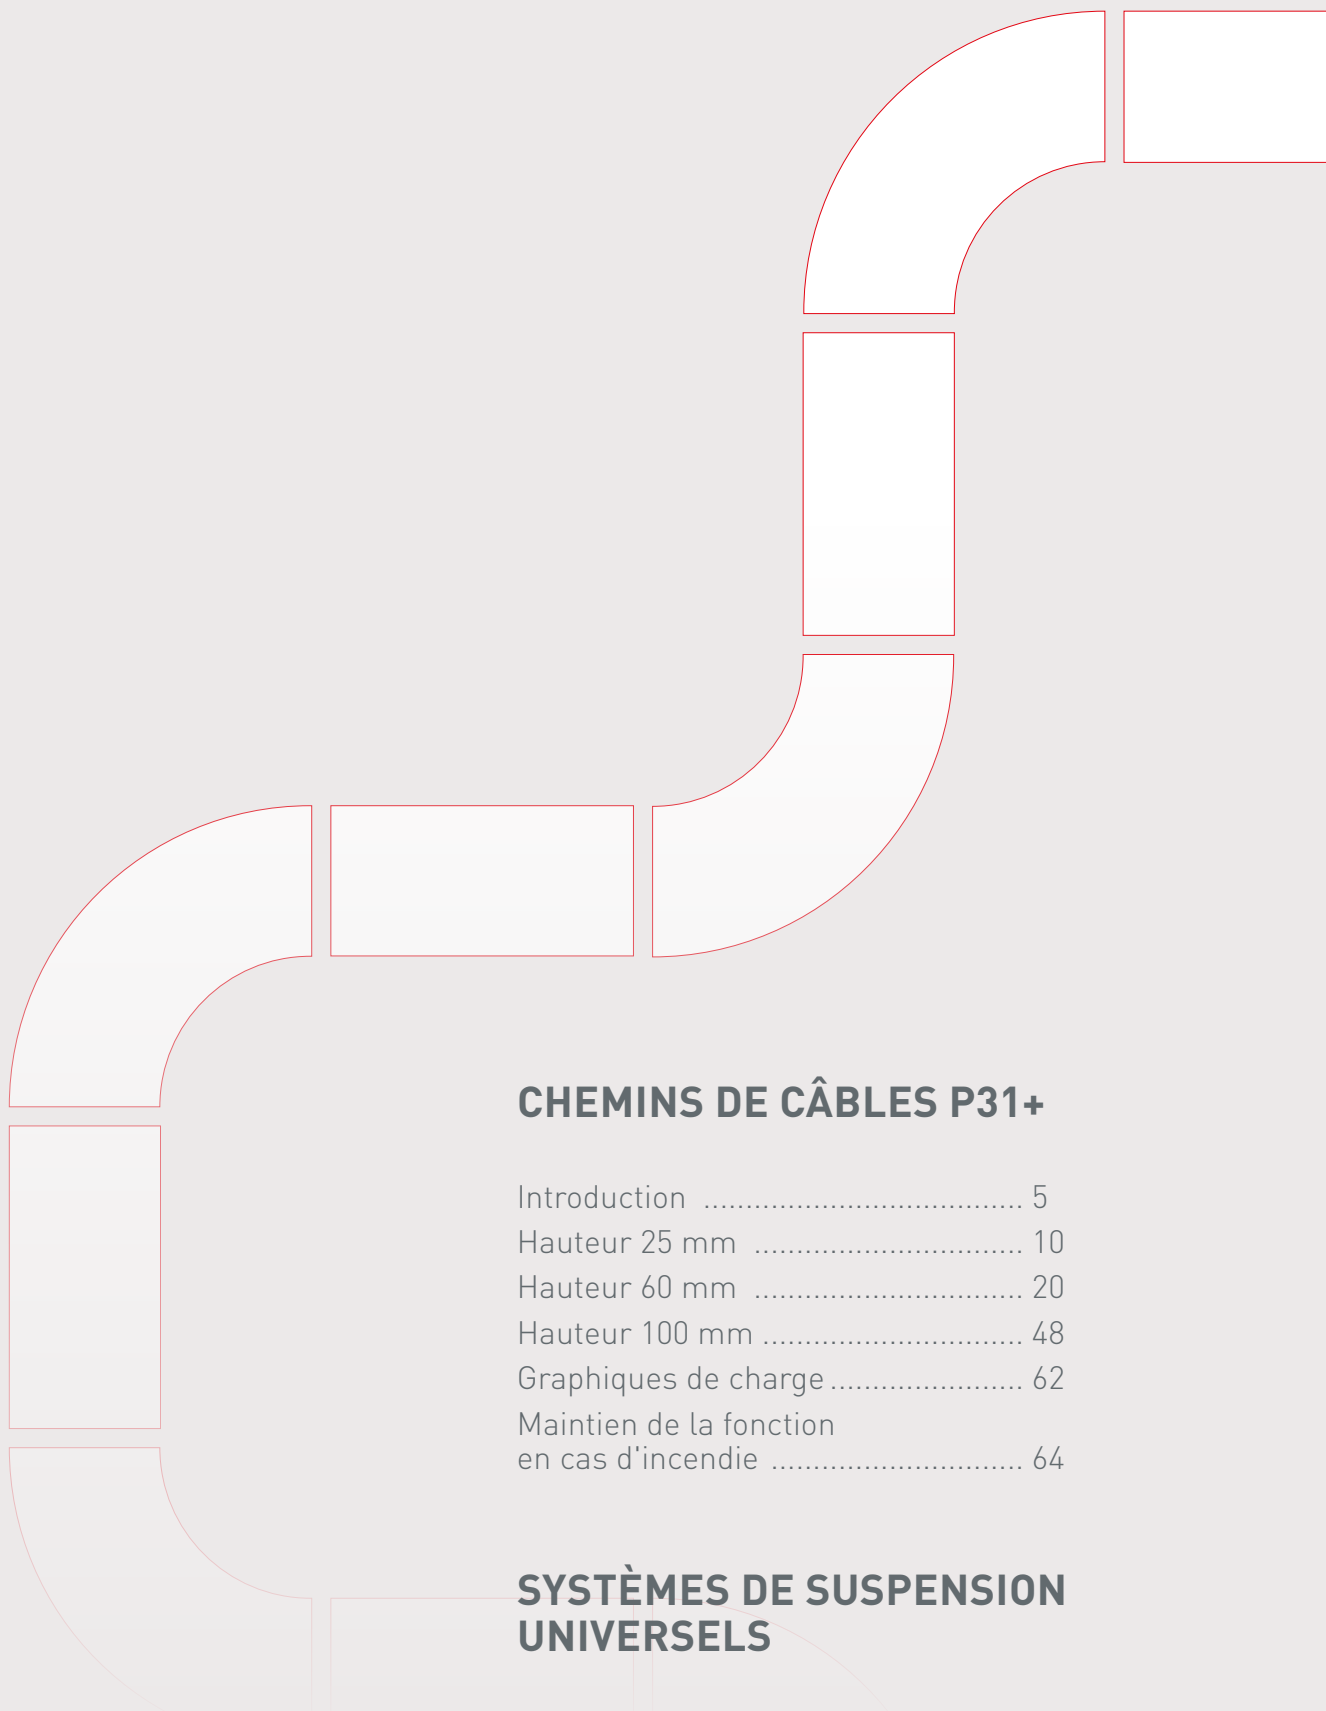 CHEMINS DE CÂBLES P31+
Introduction ...................................... 5
Hauteur 25 mm ................................ 10
Hauteur 60 mm ................................ 20
Hauteur 100 mm ............................... 48
Graphiques de charge ....................... 62
Maintien de la fonction
en cas d'incendie .............................. 64
SYSTÈMES DE SUSPENSION
UNIVERSELS